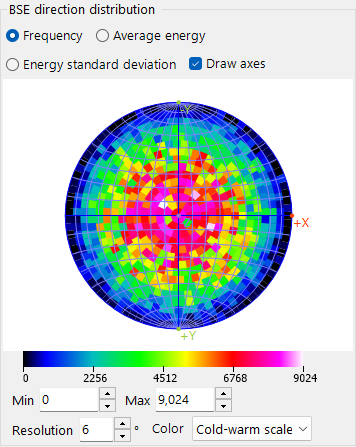 BSE direction distribution
Frequency Average energy
Energy standard deviation Draw axes
+X
+Y
0 2256 4512 6768 9024
Min 0 Max 9,024
Resolution 6 ° Color Cold-warm scale